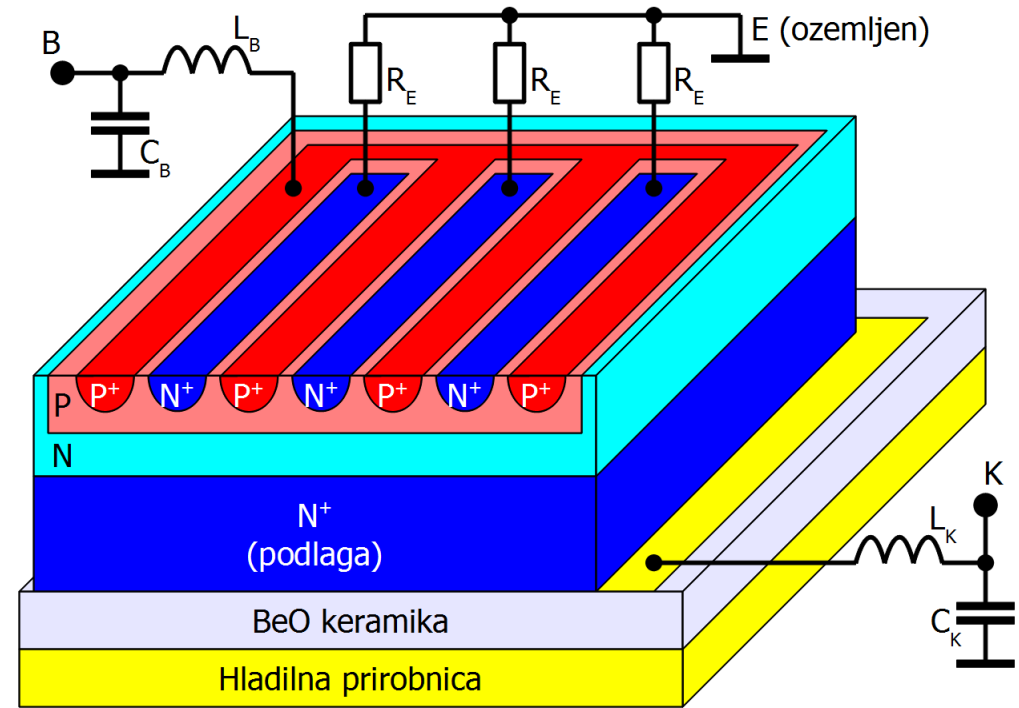 B
L_B
C_B
R_E
R_E
R_E
E (ozemljen)
P
P⁺
N⁺
P⁺
N⁺
P⁺
N⁺
P⁺
N
N⁺
(podlaga)
K
L_K
C_K
BeO keramika
Hladilna prirobnica